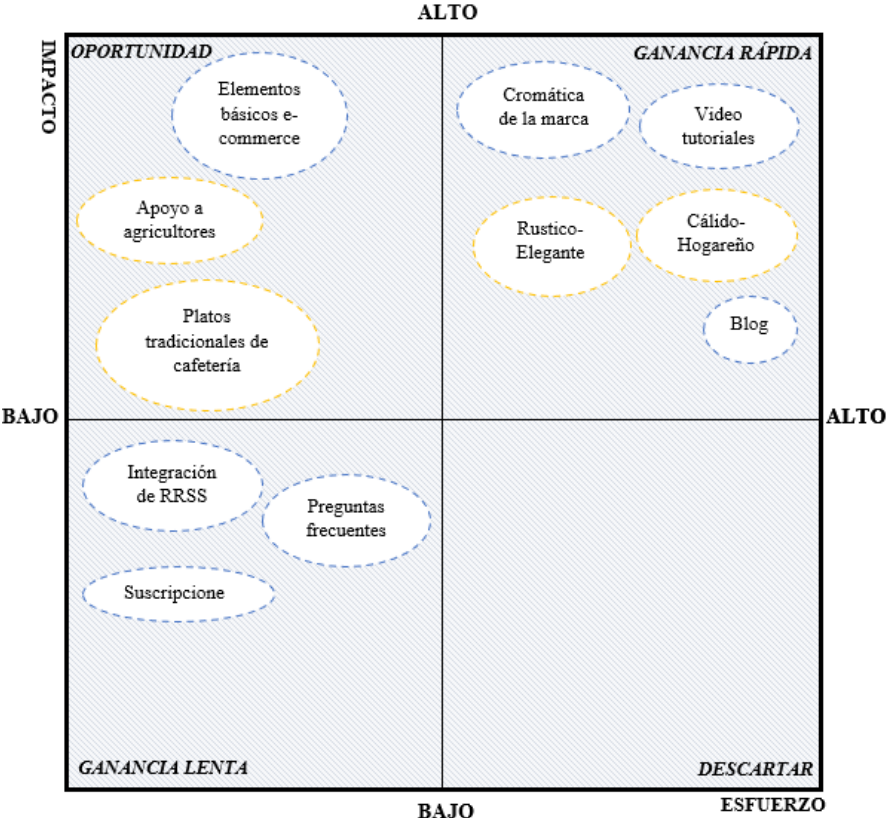 ALTO
IMPACTO
OPORTUNIDAD
GANANCIA RÁPIDA
Elementos
básicos e-
commerce
Cromática
de la marca
Video
tutoriales
Apoyo a
agricultores
Rustico-
Elegante
Cálido-
Hogareño
Platos
tradicionales de
cafetería
Blog
BAJO
ALTO
Integración
de RRSS
Preguntas
frecuentes
Suscripcione
GANANCIA LENTA
DESCARTAR
BAJO
ESFUERZO